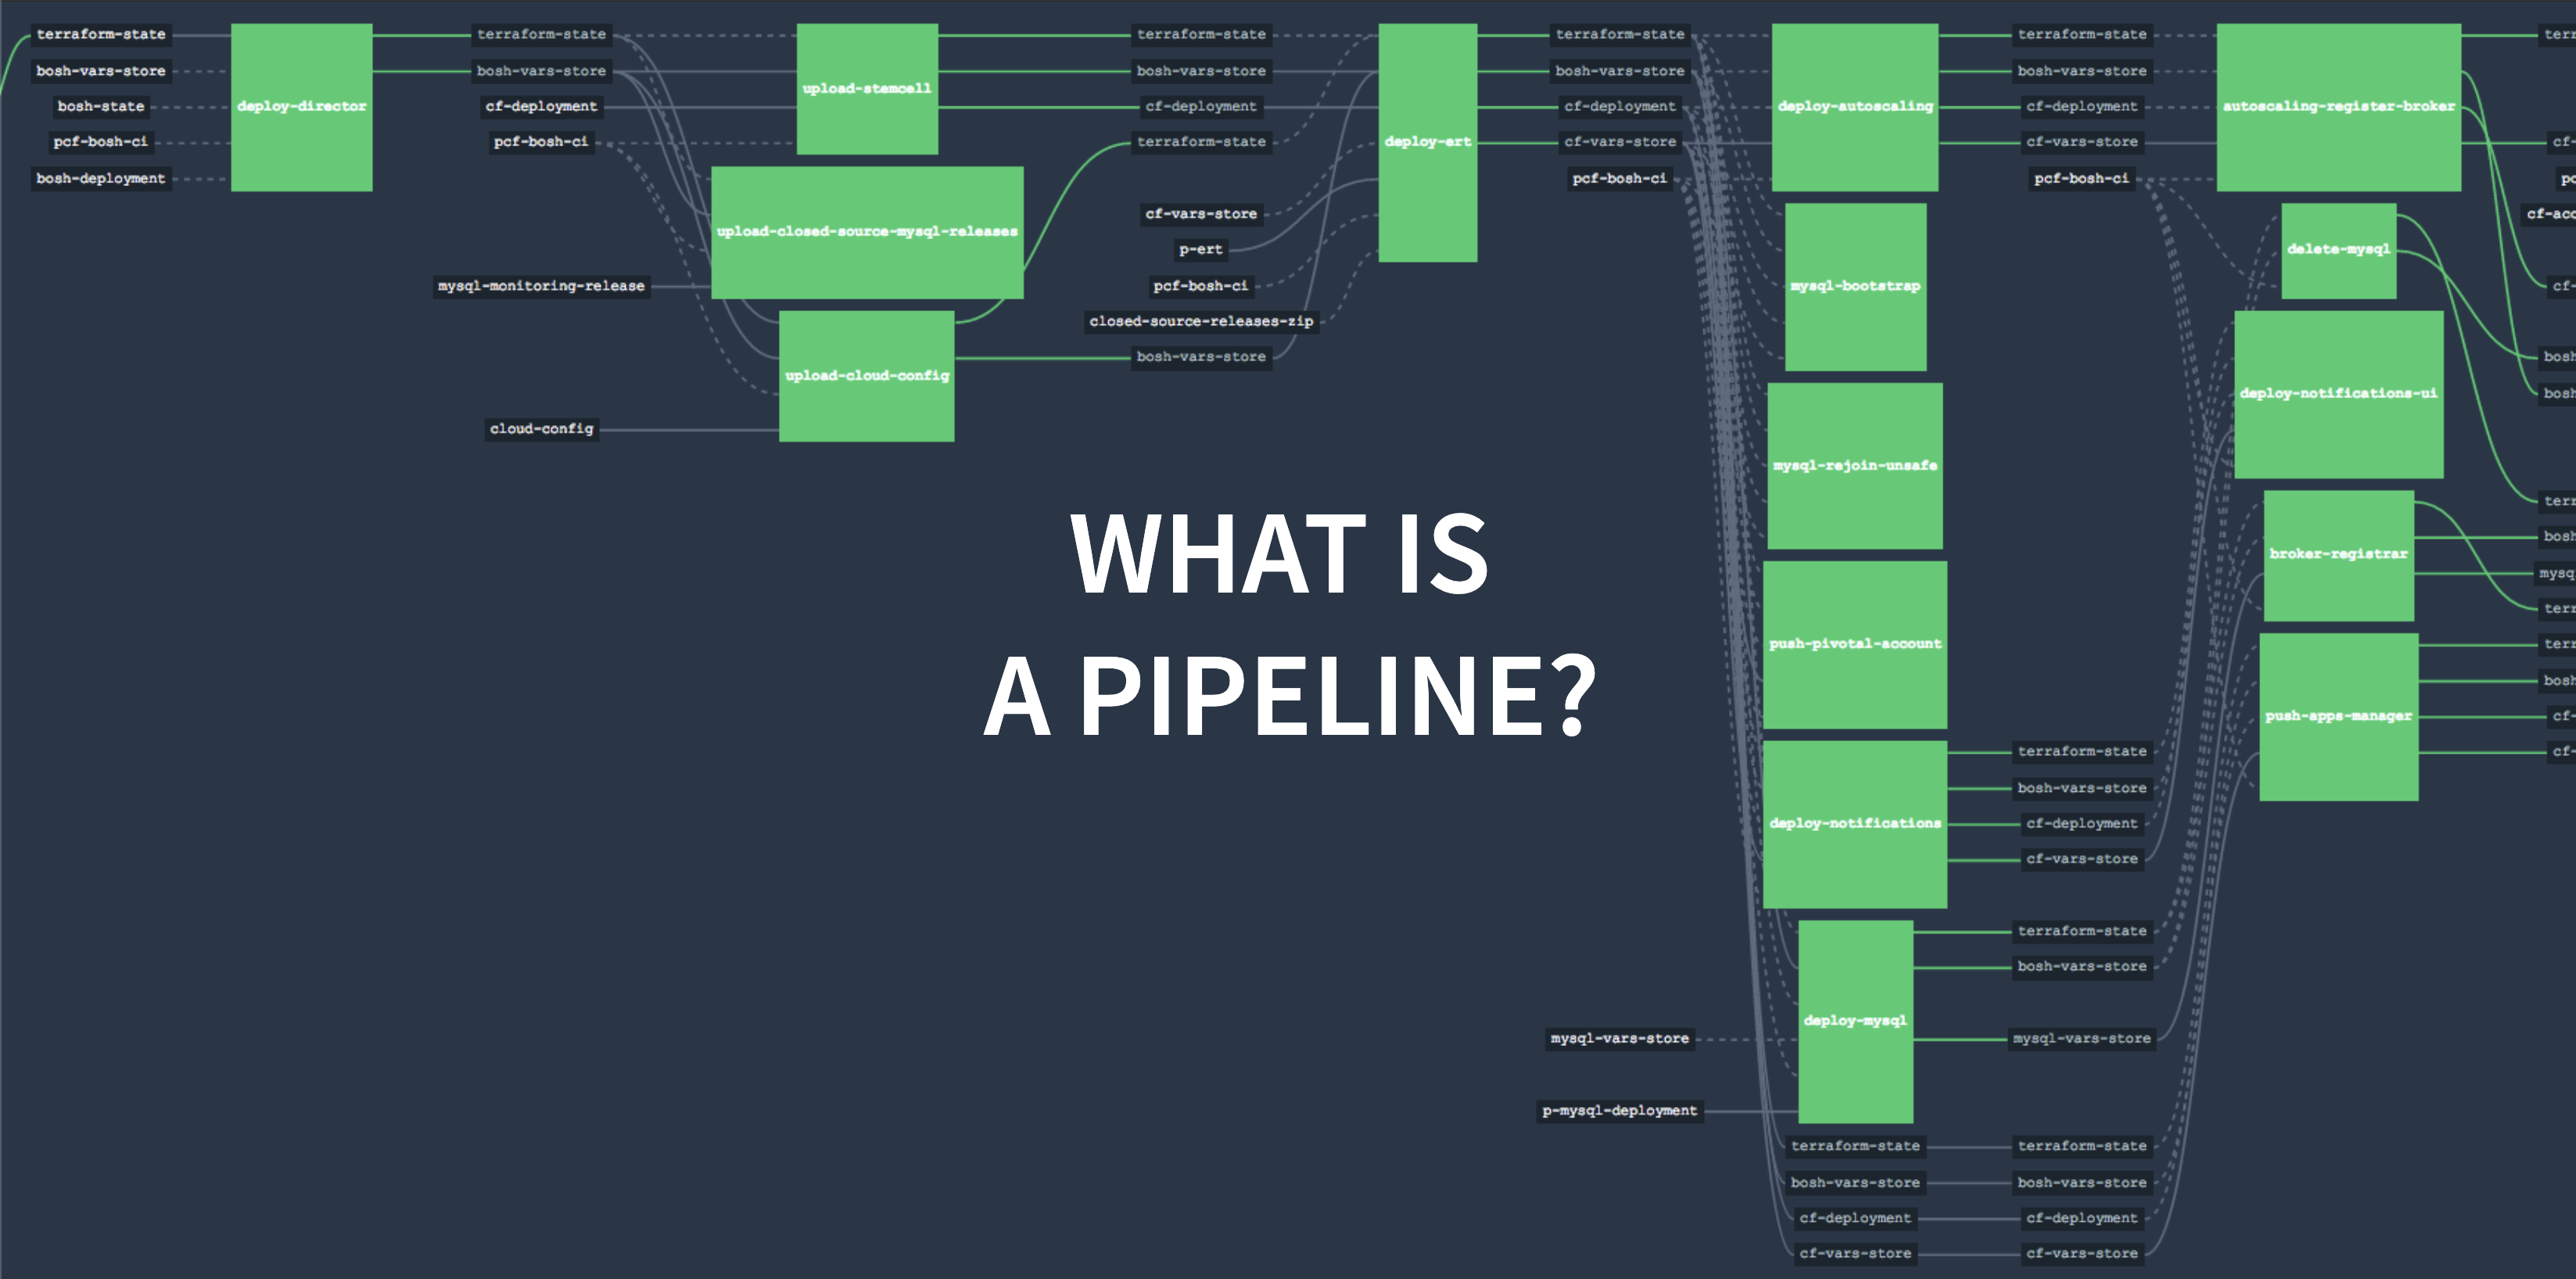 terraform-state
bosh-vars-store
bosh-state
pcf-bosh-ci
bosh-deployment
deploy-director
terraform-state
bosh-vars-store
cf-deployment
pcf-bosh-ci
mysql-monitoring-release
cloud-config
upload-stemcell
upload-closed-source-mysql-releases
upload-cloud-config
terraform-state
bosh-vars-store
cf-deployment
terraform-state
cf-vars-store
p-ert
pcf-bosh-ci
closed-source-releases-zip
bosh-vars-store
deploy-ert
WHAT IS
A PIPELINE?
terraform-state
bosh-vars-store
cf-deployment
cf-vars-store
pcf-bosh-ci
mysql-vars-store
p-mysql-deployment
deploy-autoscaling
mysql-bootstrap
mysql-rejoin-unsafe
push-pivotal-account
deploy-notifications
deploy-mysql
terraform-state
bosh-vars-store
cf-deployment
cf-vars-store
terraform-state
bosh-vars-store
cf-deployment
cf-vars-store
pcf-bosh-ci
terraform-state
bosh-vars-store
cf-deployment
cf-vars-store
terraform-state
bosh-vars-store
mysql-vars-store
terraform-state
bosh-vars-store
cf-deployment
cf-vars-store
autoscaling-register-broker
delete-mysql
deploy-notifications-ui
broker-registrar
push-apps-manager
terr
cf-
pc
cf-acc
cf-
bosh
bosh
terr
bosh
mysq
terr
terr
bosh
cf-
cf-